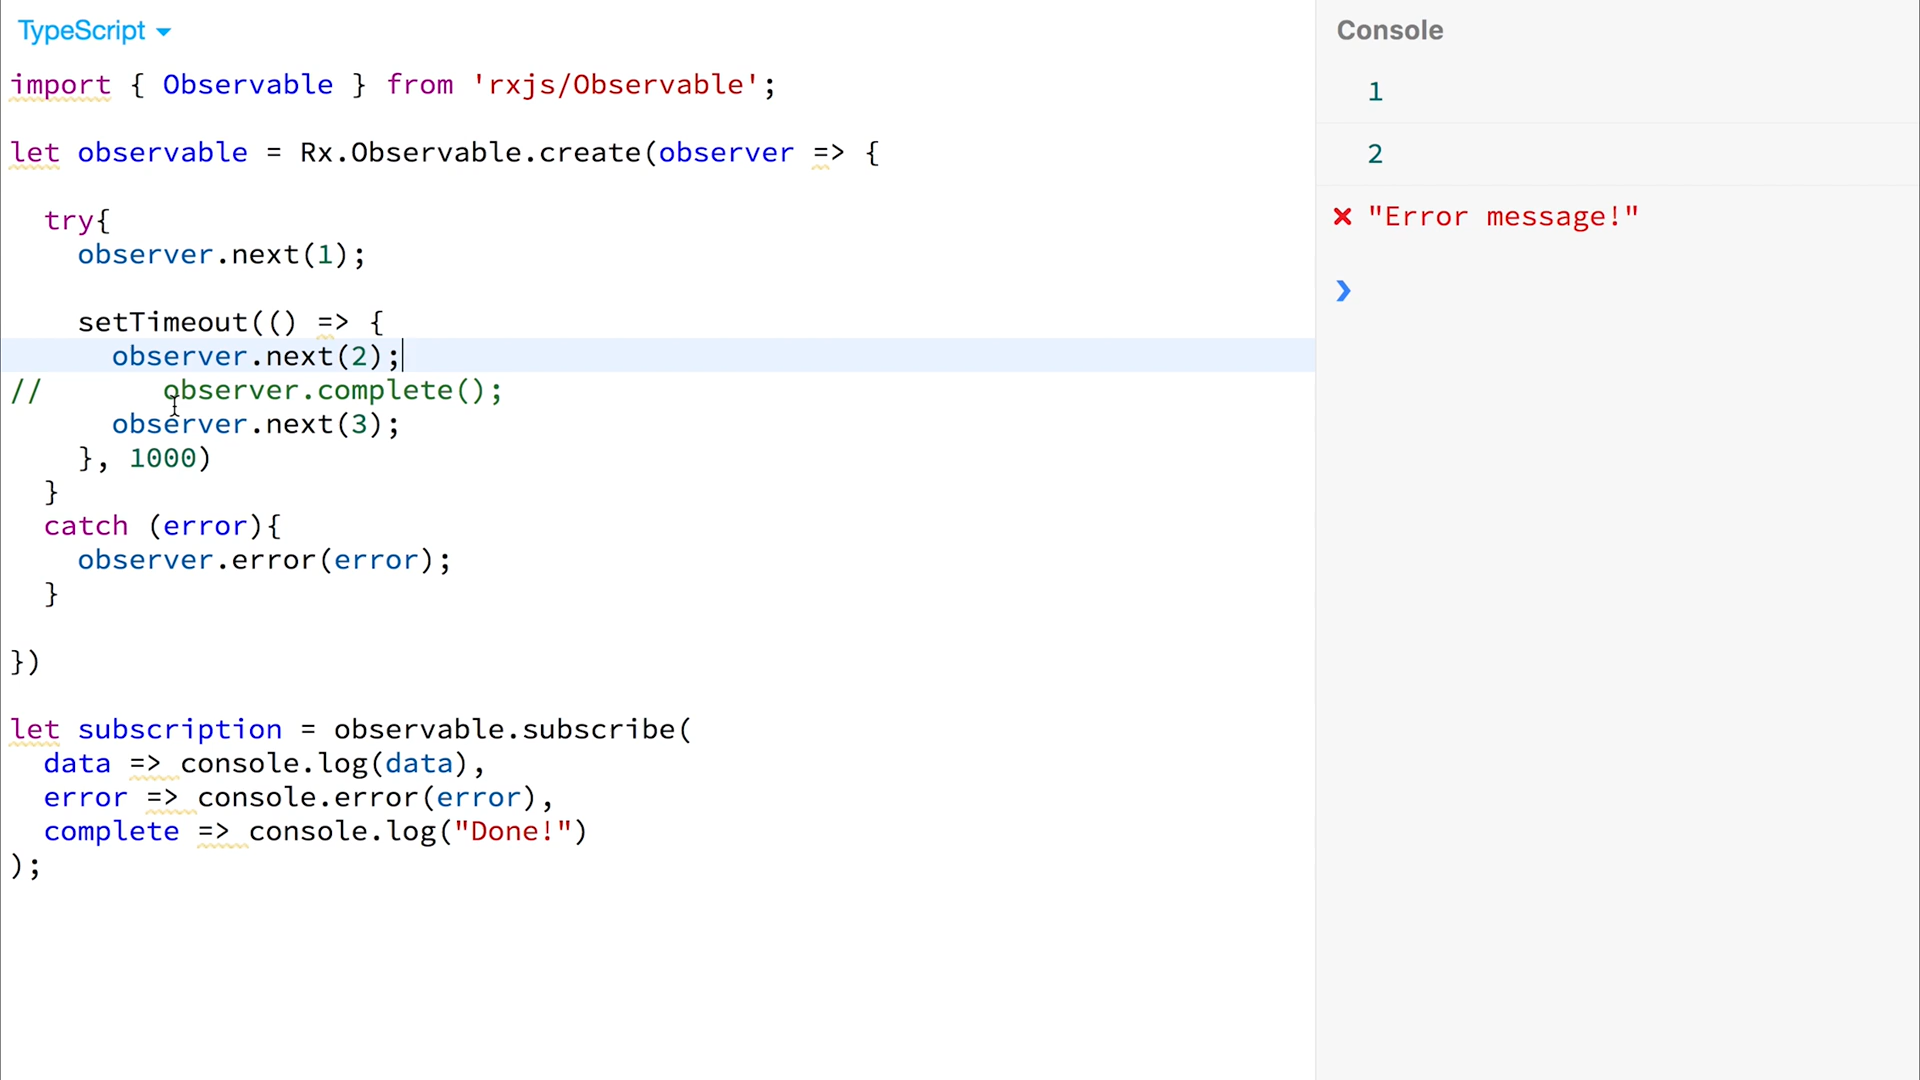 TypeScript
import { Observable } from 'rxjs/Observable';
let observable = Rx.Observable.create(observer => {
try{
observer.next(1);
setTimeout(() => {
observer.next(2);
// observer.complete();
observer.next(3);
}, 1000)
}
catch (error){
observer.error(error);
}
})
let subscription = observable.subscribe(
data => console.log(data),
error => console.error(error),
complete => console.log("Done!")
);
Console
1
2
"Error message!"